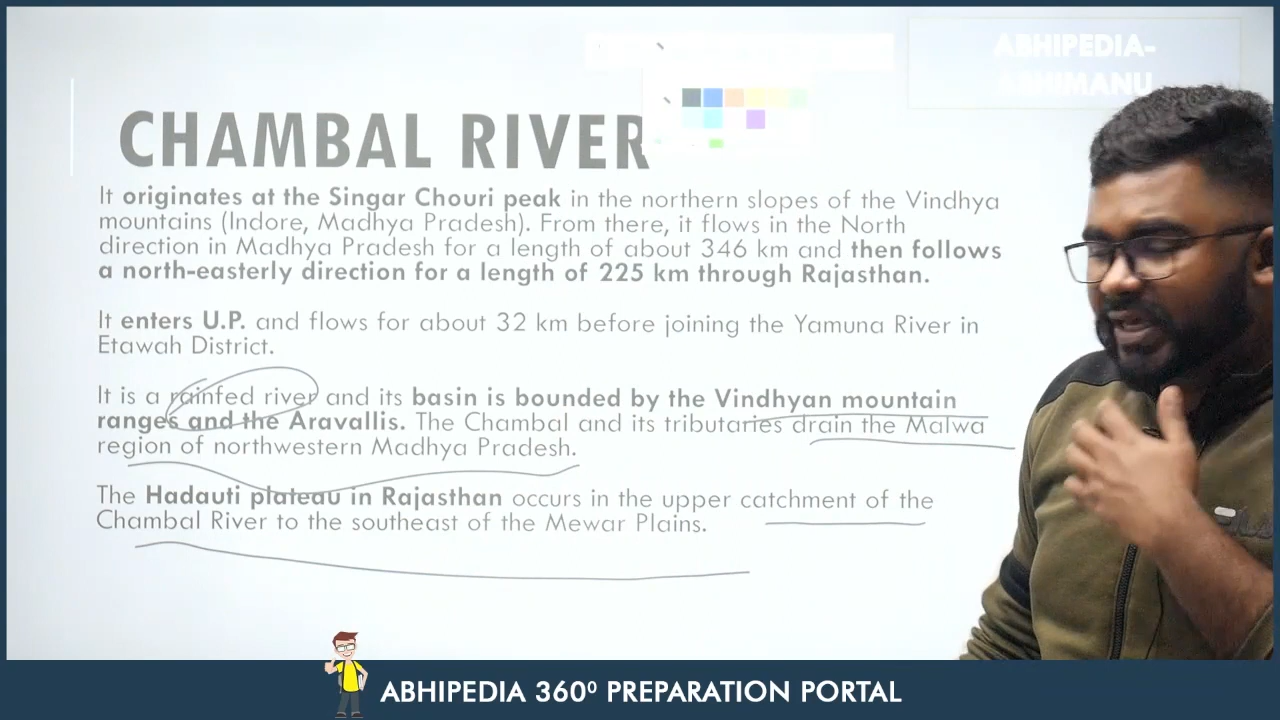 ABHIPEDIA-
ABHIMANU
CHAMBAL RIVER
It originates at the Singar Chouri peak in the northern slopes of the Vindhya
mountains (Indore, Madhya Pradesh). From there, it flows in the North
direction in Madhya Pradesh for a length of about 346 km and then follows
a north-easterly direction for a length of 225 km through Rajasthan.
It enters U.P. and flows for about 32 km before joining the Yamuna River in
Etawah District.
It is a rainfed river and its basin is bounded by the Vindhyan mountain
ranges and the Aravallis. The Chambal and its tributaries drain the Malwa
region of northwestern Madhya Pradesh.
The Hadauti plateau in Rajasthan occurs in the upper catchment of the
Chambal River to the southeast of the Mewar Plains.
ABHIPEDIA 360⁰ PREPARATION PORTAL